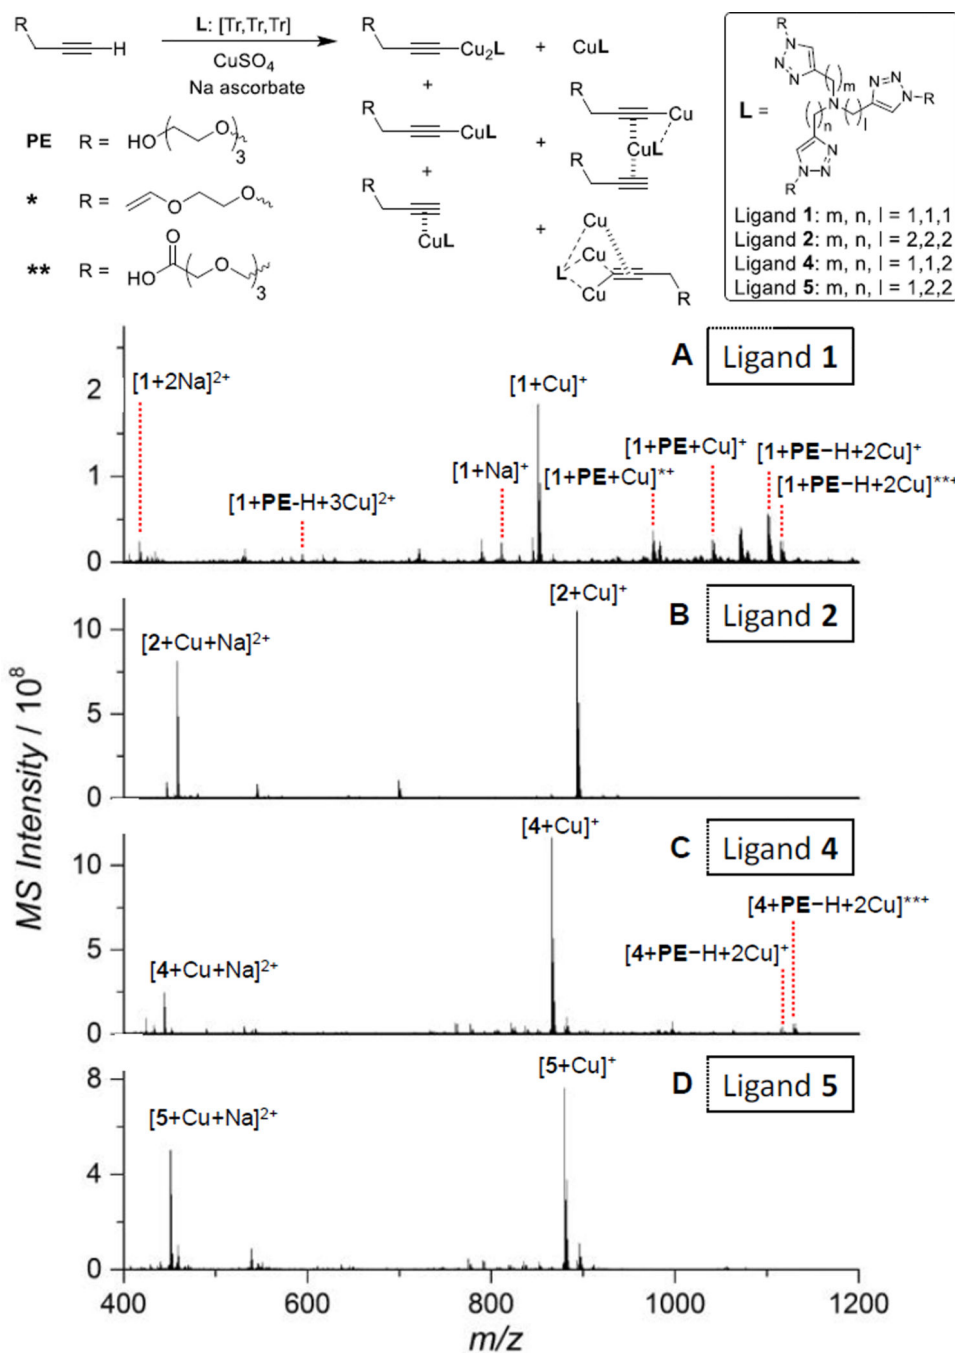 R
H
L: [Tr,Tr,Tr]
CuSO4
Na ascorbate
R
Cu2L
+
CuL
+
R
CuL
+
R
CuL
R
Cu
CuL
R
+
+
Cu
Cu
L
Cu
R
PE R = HO O O 3
* R = O O
** R = O HO O O 3
L =
R
N
N
N
m
N
n
l
N
N
N
R
N
N
N
R
Ligand 1: m, n, l = 1,1,1
Ligand 2: m, n, l = 2,2,2
Ligand 4: m, n, l = 1,1,2
Ligand 5: m, n, l = 1,2,2
A Ligand 1
[1+2Na]2+
[1+Cu]+
[1+PE+Cu]+
[1+PE−H+2Cu]+
[1+Na]+
[1+PE+Cu]*+
[1+PE−H+2Cu]**+
[1+PE-H+3Cu]2+
2
1
0
B Ligand 2
[2+Cu]+
[2+Cu+Na]2+
10
5
0
C Ligand 4
[4+Cu]+
[4+PE−H+2Cu]**+
[4+PE−H+2Cu]+
[4+Cu+Na]2+
10
5
0
D Ligand 5
[5+Cu]+
[5+Cu+Na]2+
8
4
0
MS Intensity / 10^8
400 600 800 1000 1200
m/z